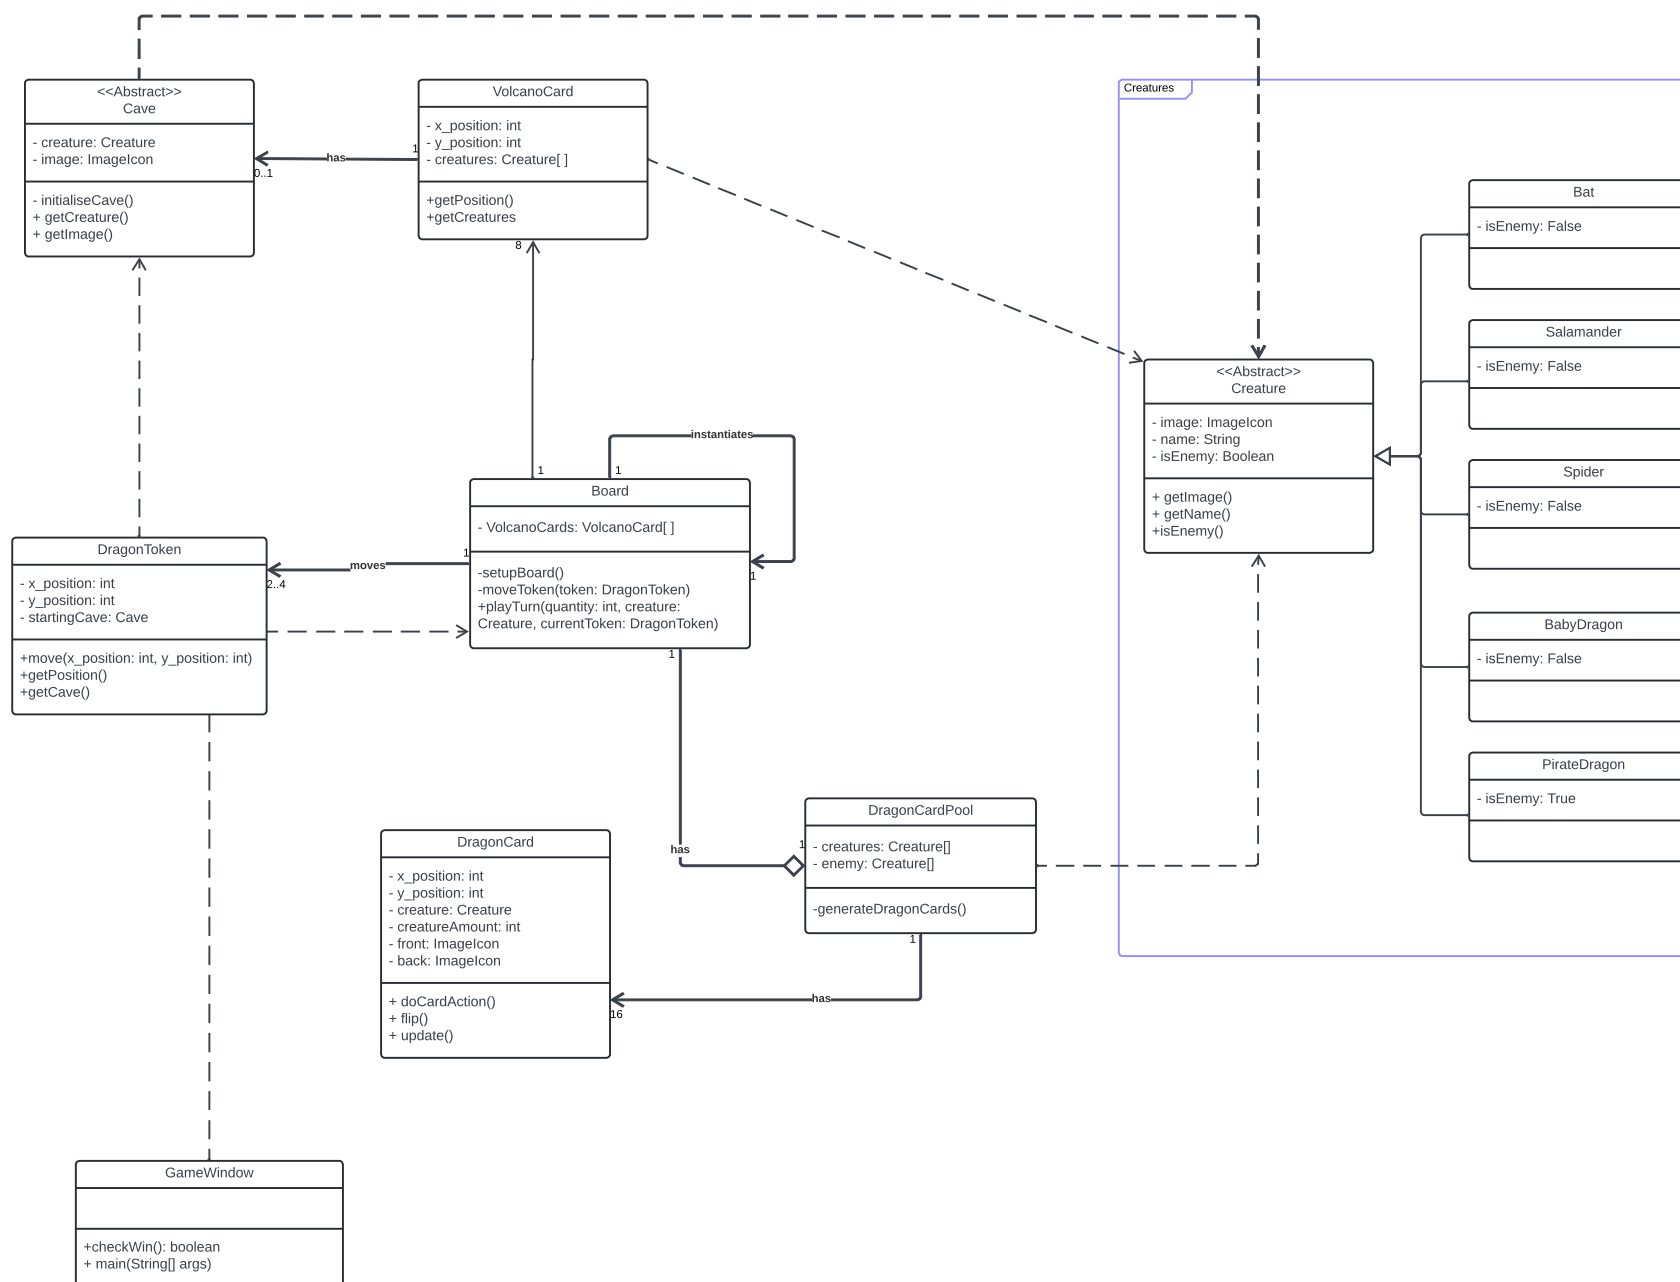 <<Abstract>>
Cave
- creature: Creature
- image: ImageIcon
- initialiseCave()
+ getCreature()
+ getImage()
has
1
0..1
VolcanoCard
- x_position: int
- y_position: int
- creatures: Creature[ ]
+getPosition()
+getCreatures
8
1
instantiates
1
1
Board
- VolcanoCards: VolcanoCard[ ]
-setupBoard()
-moveToken(token: DragonToken)
+playTurn(quantity: int, creature:
Creature, currentToken: DragonToken)
moves
1
2..4
DragonToken
- x_position: int
- y_position: int
- startingCave: Cave
+move(x_position: int, y_position: int)
+getPosition()
+getCave()
1
has
1
DragonCardPool
- creatures: Creature[]
- enemy: Creature[]
-generateDragonCards()
1
has
16
DragonCard
- x_position: int
- y_position: int
- creature: Creature
- creatureAmount: int
- front: ImageIcon
- back: ImageIcon
+ doCardAction()
+ flip()
+ update()
GameWindow
+checkWin(): boolean
+ main(String[] args)
Creatures
<<Abstract>>
Creature
- image: ImageIcon
- name: String
- isEnemy: Boolean
+ getImage()
+ getName()
+isEnemy()
Bat
- isEnemy: False
Salamander
- isEnemy: False
Spider
- isEnemy: False
BabyDragon
- isEnemy: False
PirateDragon
- isEnemy: True